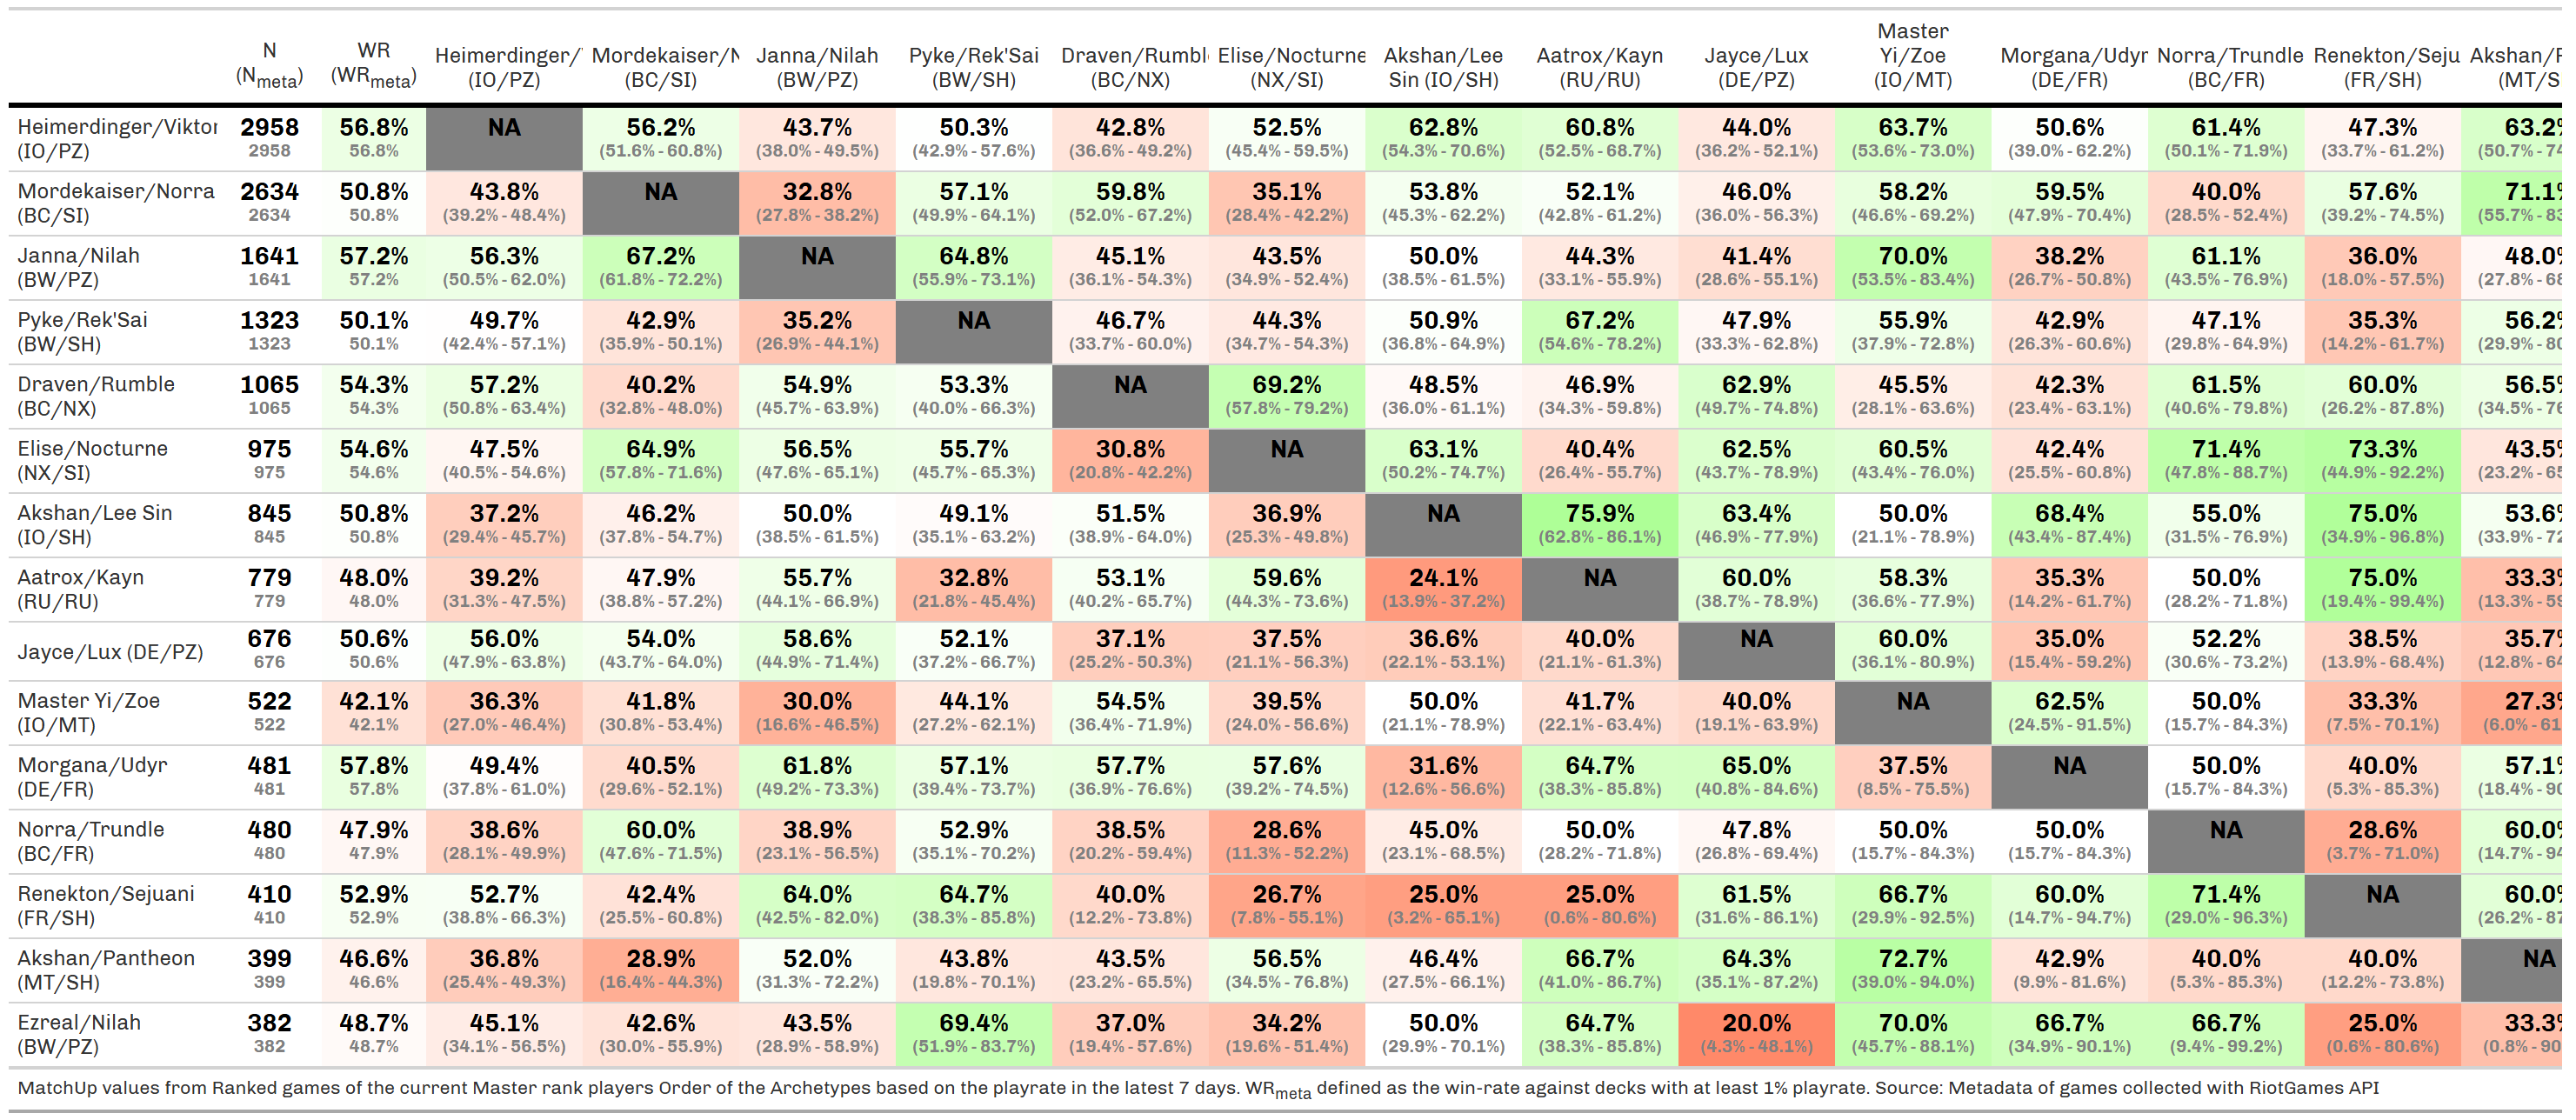 N (N_meta) WR (WR_meta) Heimerdinger/ (IO/PZ) Mordekaiser/N (BC/SI) Janna/Nilah (BW/PZ) Pyke/Rek'Sai (BW/SH) Draven/Rumbl (BC/NX) Elise/Nocturne (NX/SI) Akshan/Lee Sin (IO/SH) Aatrox/Kayn (RU/RU) Jayce/Lux (DE/PZ) Master Yi/Zoe (IO/MT) Morgana/Udyr (DE/FR) Norra/Trundle (BC/FR) Renekton/Seju (FR/SH) Akshan/ (MT/S
Heimerdinger/Viktor 2958 56.8% NA 56.2% 43.7% 50.3% 42.8% 52.5% 62.8% 60.8% 44.0% 63.7% 50.6% 61.4% 47.3% 63.2%
(IO/PZ) 2958 56.8% (51.6% - 60.8%) (38.0% - 49.5%) (42.9% - 57.6%) (36.6% - 49.2%) (45.4% - 59.5%) (54.3% - 70.6%) (52.5% - 68.7%) (36.2% - 52.1%) (53.6% - 73.0%) (39.0% - 62.2%) (50.1% - 71.9%) (33.7% - 61.2%) (50.7% - 74
Mordekaiser/Norra 2634 50.8% 43.8% NA 32.8% 57.1% 59.8% 35.1% 53.8% 52.1% 46.0% 58.2% 59.5% 40.0% 57.6% 71.1%
(BC/SI) 2634 50.8% (39.2% - 48.4%) (27.8% - 38.2%) (49.9% - 64.1%) (52.0% - 67.2%) (28.4% - 42.2%) (45.3% - 62.2%) (42.8% - 61.2%) (36.0% - 56.3%) (46.6% - 69.2%) (47.9% - 70.4%) (28.5% - 52.4%) (39.2% - 74.5%) (55.7% - 83
Janna/Nilah 1641 57.2% 56.3% 67.2% NA 64.8% 45.1% 43.5% 50.0% 44.3% 41.4% 70.0% 38.2% 61.1% 36.0% 48.0%
(BW/PZ) 1641 57.2% (50.5% - 62.0%) (61.8% - 72.2%) (55.9% - 73.1%) (36.1% - 54.3%) (34.9% - 52.4%) (38.5% - 61.5%) (33.1% - 55.9%) (28.6% - 55.1%) (53.5% - 83.4%) (26.7% - 50.8%) (43.5% - 76.9%) (18.0% - 57.5%) (27.8% - 68
Pyke/Rek'Sai 1323 50.1% 49.7% 42.9% 35.2% NA 46.7% 44.3% 50.9% 67.2% 47.9% 55.9% 42.9% 47.1% 35.3% 56.2%
(BW/SH) 1323 50.1% (42.4% - 57.1%) (35.9% - 50.1%) (26.9% - 44.1%) (33.7% - 60.0%) (34.7% - 54.3%) (36.8% - 64.9%) (54.6% - 78.2%) (33.3% - 62.8%) (37.9% - 72.8%) (26.3% - 60.6%) (29.8% - 64.9%) (14.2% - 61.7%) (29.9% - 80
Draven/Rumble 1065 54.3% 57.2% 40.2% 54.9% 53.3% NA 69.2% 48.5% 46.9% 62.9% 45.5% 42.3% 61.5% 60.0% 56.5%
(BC/NX) 1065 54.3% (50.8% - 63.4%) (32.8% - 48.0%) (45.7% - 63.9%) (40.0% - 66.3%) (57.8% - 79.2%) (36.0% - 61.1%) (34.3% - 59.8%) (49.7% - 74.8%) (28.1% - 63.6%) (23.4% - 63.1%) (40.6% - 79.8%) (26.2% - 87.8%) (34.5% - 76
Elise/Nocturne 975 54.6% 47.5% 64.9% 56.5% 55.7% 30.8% NA 63.1% 40.4% 62.5% 60.5% 42.4% 71.4% 73.3% 43.5%
(NX/SI) 975 54.6% (40.5% - 54.6%) (57.8% - 71.6%) (47.6% - 65.1%) (45.7% - 65.3%) (20.8% - 42.2%) (50.2% - 74.7%) (26.4% - 55.7%) (43.7% - 78.9%) (43.4% - 76.0%) (25.5% - 60.8%) (47.8% - 88.7%) (44.9% - 92.2%) (23.2% - 65
Akshan/Lee Sin 845 50.8% 37.2% 46.2% 50.0% 49.1% 51.5% 36.9% NA 75.9% 63.4% 50.0% 68.4% 55.0% 75.0% 53.6%
(IO/SH) 845 50.8% (29.4% - 45.7%) (37.8% - 54.7%) (38.5% - 61.5%) (35.1% - 63.2%) (38.9% - 64.0%) (25.3% - 49.8%) (62.8% - 86.1%) (46.9% - 77.9%) (21.1% - 78.9%) (43.4% - 87.4%) (31.5% - 76.9%) (34.9% - 96.8%) (33.9% - 72
Aatrox/Kayn 779 48.0% 39.2% 47.9% 55.7% 32.8% 53.1% 59.6% 24.1% NA 60.0% 58.3% 35.3% 50.0% 75.0% 33.3%
(RU/RU) 779 48.0% (31.3% - 47.5%) (38.8% - 57.2%) (44.1% - 66.9%) (21.8% - 45.4%) (40.2% - 65.7%) (44.3% - 73.6%) (13.9% - 37.2%) (38.7% - 78.9%) (36.6% - 77.9%) (14.2% - 61.7%) (28.2% - 71.8%) (19.4% - 99.4%) (13.3% - 59
Jayce/Lux (DE/PZ) 676 50.6% 56.0% 54.0% 58.6% 52.1% 37.1% 37.5% 36.6% 40.0% NA 60.0% 35.0% 52.2% 38.5% 35.7%
676 50.6% (47.9% - 63.8%) (43.7% - 64.0%) (44.9% - 71.4%) (37.2% - 66.7%) (25.2% - 50.3%) (21.1% - 56.3%) (22.1% - 53.1%) (21.1% - 61.3%) (36.1% - 80.9%) (15.4% - 59.2%) (30.6% - 73.2%) (13.9% - 68.4%) (12.8% - 64
Master Yi/Zoe 522 42.1% 36.3% 41.8% 30.0% 44.1% 54.5% 39.5% 50.0% 41.7% 40.0% NA 62.5% 50.0% 33.3% 27.3%
(IO/MT) 522 42.1% (27.0% - 46.4%) (30.8% - 53.4%) (16.6% - 46.5%) (27.2% - 62.1%) (36.4% - 71.9%) (24.0% - 56.6%) (21.1% - 78.9%) (22.1% - 63.4%) (19.1% - 63.9%) (24.5% - 91.5%) (15.7% - 84.3%) (7.5% - 70.1%) (6.0% - 61
Morgana/Udyr 481 57.8% 49.4% 40.5% 61.8% 57.1% 57.7% 57.6% 31.6% 64.7% 65.0% 37.5% NA 50.0% 40.0% 57.1%
(DE/FR) 481 57.8% (37.8% - 61.0%) (29.6% - 52.1%) (49.2% - 73.3%) (39.4% - 73.7%) (36.9% - 76.6%) (39.2% - 74.5%) (12.6% - 56.6%) (38.3% - 85.8%) (40.8% - 84.6%) (8.5% - 75.5%) (15.7% - 84.3%) (5.3% - 85.3%) (18.4% - 90
Norra/Trundle 480 47.9% 38.6% 60.0% 38.9% 52.9% 38.5% 28.6% 45.0% 50.0% 47.8% 50.0% 50.0% NA 28.6% 60.0%
(BC/FR) 480 47.9% (28.1% - 49.9%) (47.6% - 71.5%) (23.1% - 56.5%) (35.1% - 70.2%) (20.2% - 59.4%) (11.3% - 52.2%) (23.1% - 68.5%) (28.2% - 71.8%) (26.8% - 69.4%) (15.7% - 84.3%) (15.7% - 84.3%) (3.7% - 71.0%) (14.7% - 94
Renekton/Sejuani 410 52.9% 52.7% 42.4% 64.0% 64.7% 40.0% 26.7% 25.0% 25.0% 61.5% 66.7% 60.0% 71.4% NA 60.0%
(FR/SH) 410 52.9% (38.8% - 66.3%) (25.5% - 60.8%) (42.5% - 82.0%) (38.3% - 85.8%) (12.2% - 73.8%) (7.8% - 55.1%) (3.2% - 65.1%) (0.6% - 80.6%) (31.6% - 86.1%) (29.9% - 92.5%) (14.7% - 94.7%) (29.0% - 96.3%) (26.2% - 87
Akshan/Pantheon 399 46.6% 36.8% 28.9% 52.0% 43.8% 43.5% 56.5% 46.4% 66.7% 64.3% 72.7% 42.9% 40.0% 40.0% NA
(MT/SH) 399 46.6% (25.4% - 49.3%) (16.4% - 44.3%) (31.3% - 72.2%) (19.8% - 70.1%) (23.2% - 65.5%) (34.5% - 76.8%) (27.5% - 66.1%) (41.0% - 86.7%) (35.1% - 87.2%) (39.0% - 94.0%) (9.9% - 81.6%) (5.3% - 85.3%) (12.2% - 73.8%)
Ezreal/Nilah 382 48.7% 45.1% 42.6% 43.5% 69.4% 37.0% 34.2% 50.0% 64.7% 20.0% 70.0% 66.7% 66.7% 25.0% 33.3%
(BW/PZ) 382 48.7% (34.1% - 56.5%) (30.0% - 55.9%) (28.9% - 58.9%) (51.9% - 83.7%) (19.4% - 57.6%) (19.6% - 51.4%) (29.9% - 70.1%) (38.3% - 85.8%) (4.3% - 48.1%) (45.7% - 88.1%) (34.9% - 90.1%) (9.4% - 99.2%) (0.6% - 80.6%) (0.8% - 90
MatchUp values from Ranked games of the current Master rank players Order of the Archetypes based on the playrate in the latest 7 days. WR_meta defined as the win-rate against decks with at least 1% playrate. Source: Metadata of games collected with RiotGames API